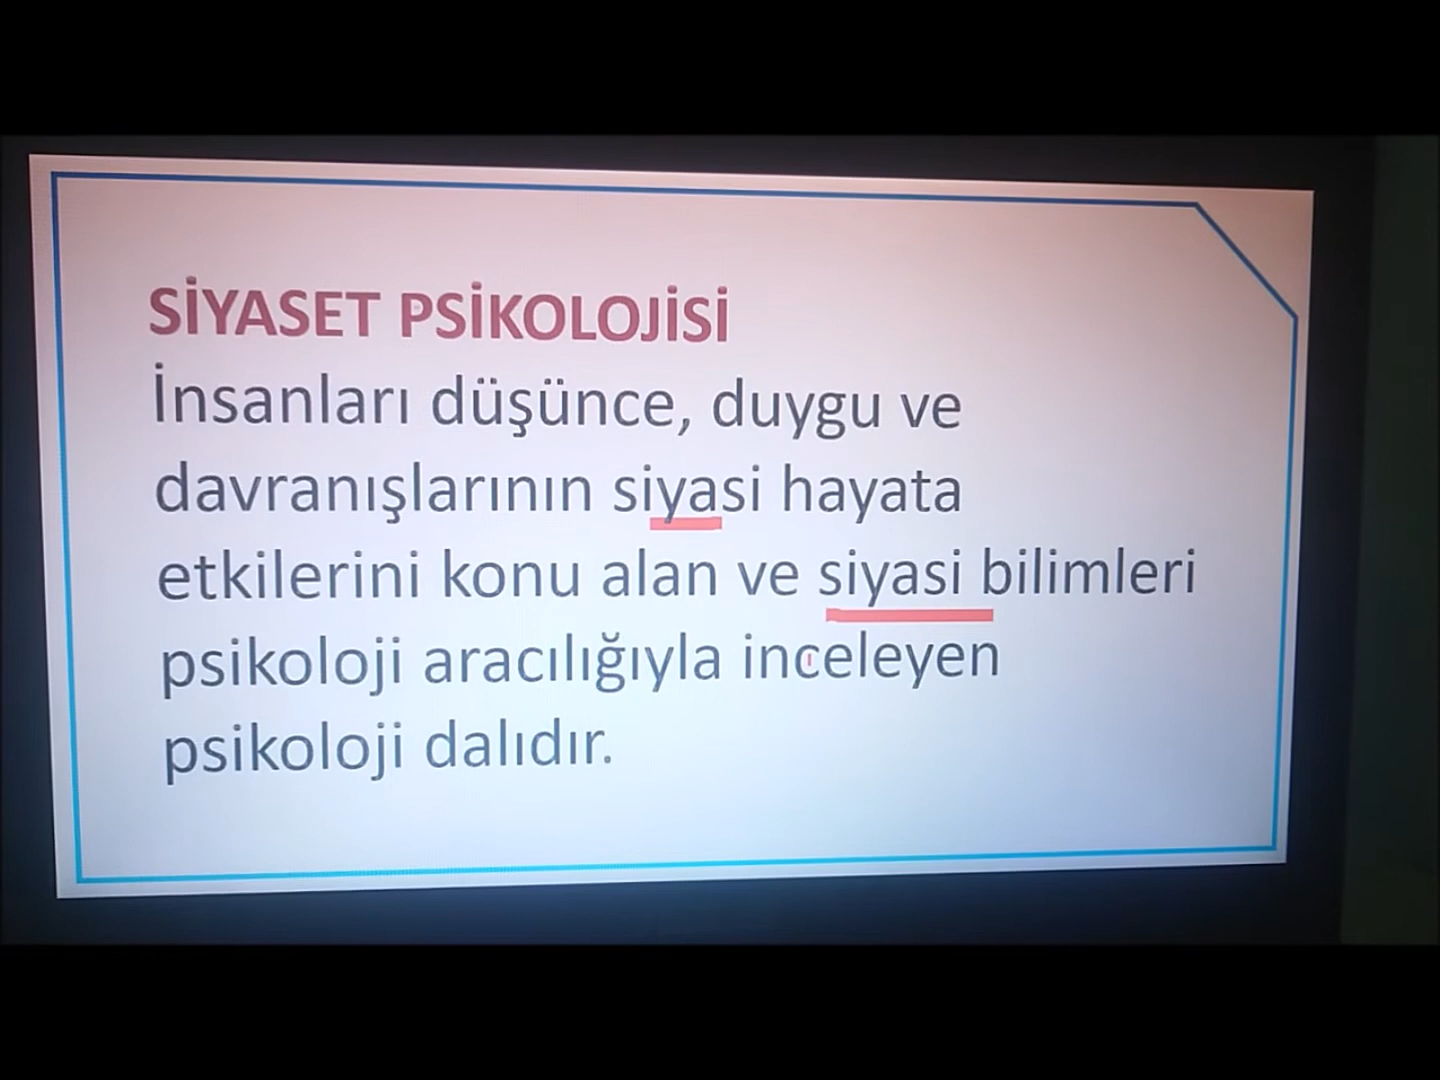 SİYASET PSİKOLOJİSİ
İnsanları düşünce, duygu ve
davranışlarının siyasi hayata
etkilerini konu alan ve siyasi bilimleri
psikoloji aracılığıyla inceleyen
psikoloji dalıdır.